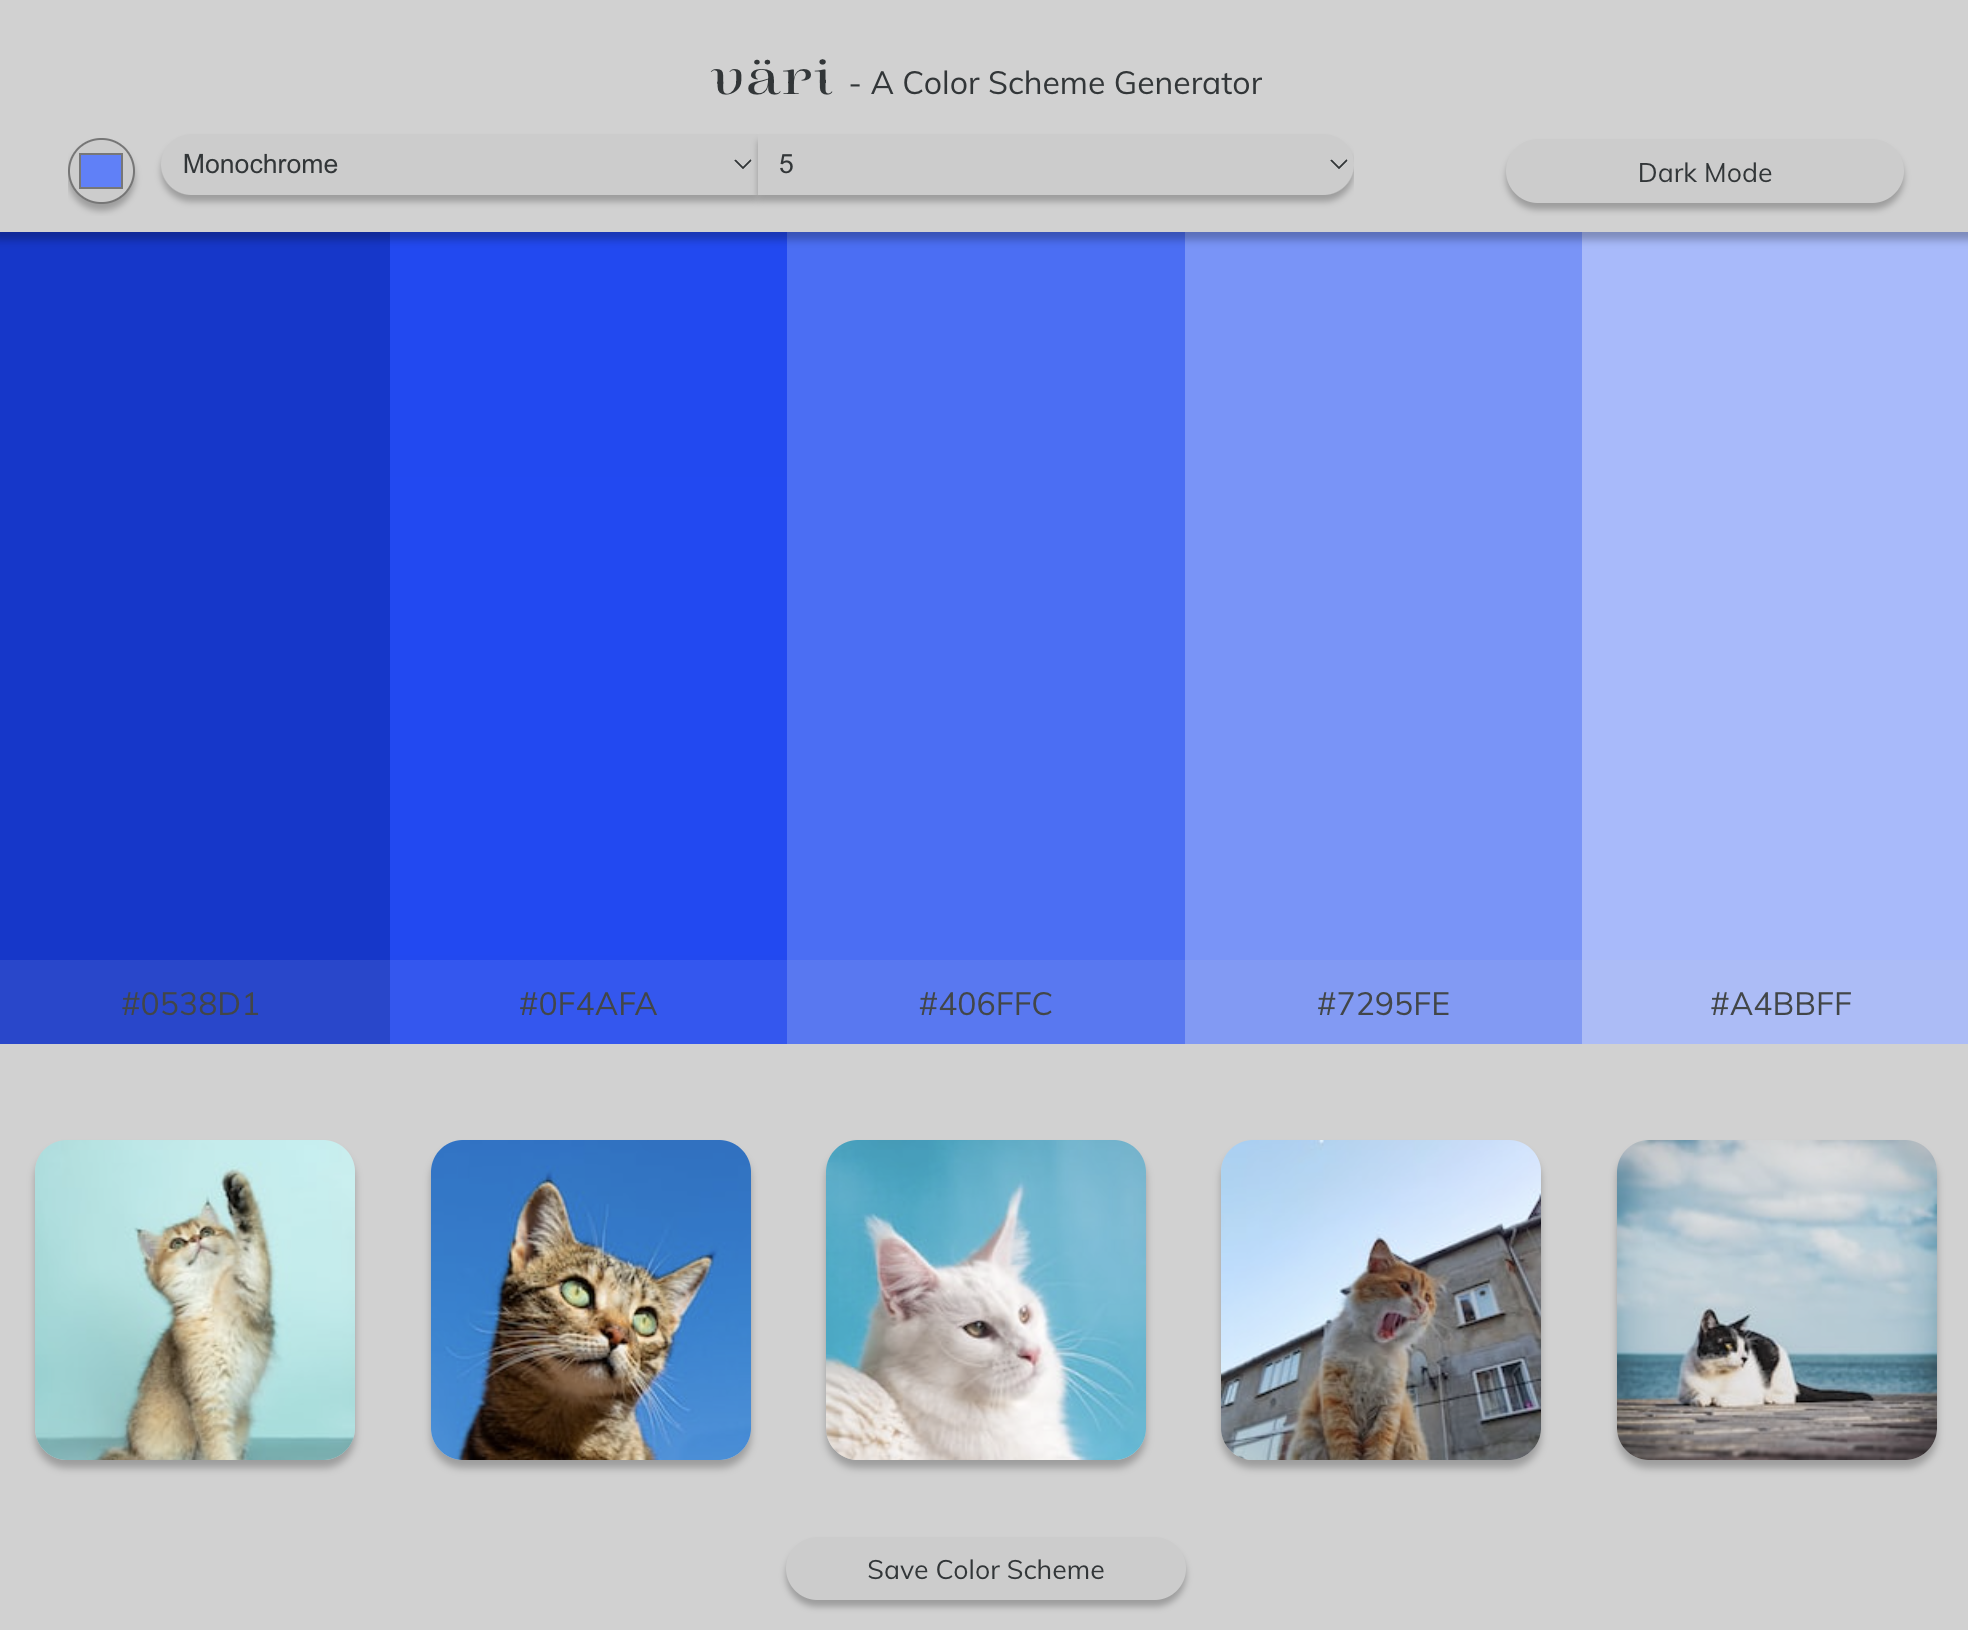 väri - A Color Scheme Generator
Monochrome
5
Dark Mode
#0538D1
#0F4AFA
#406FFC
#7295FE
#A4BBFF
Save Color Scheme